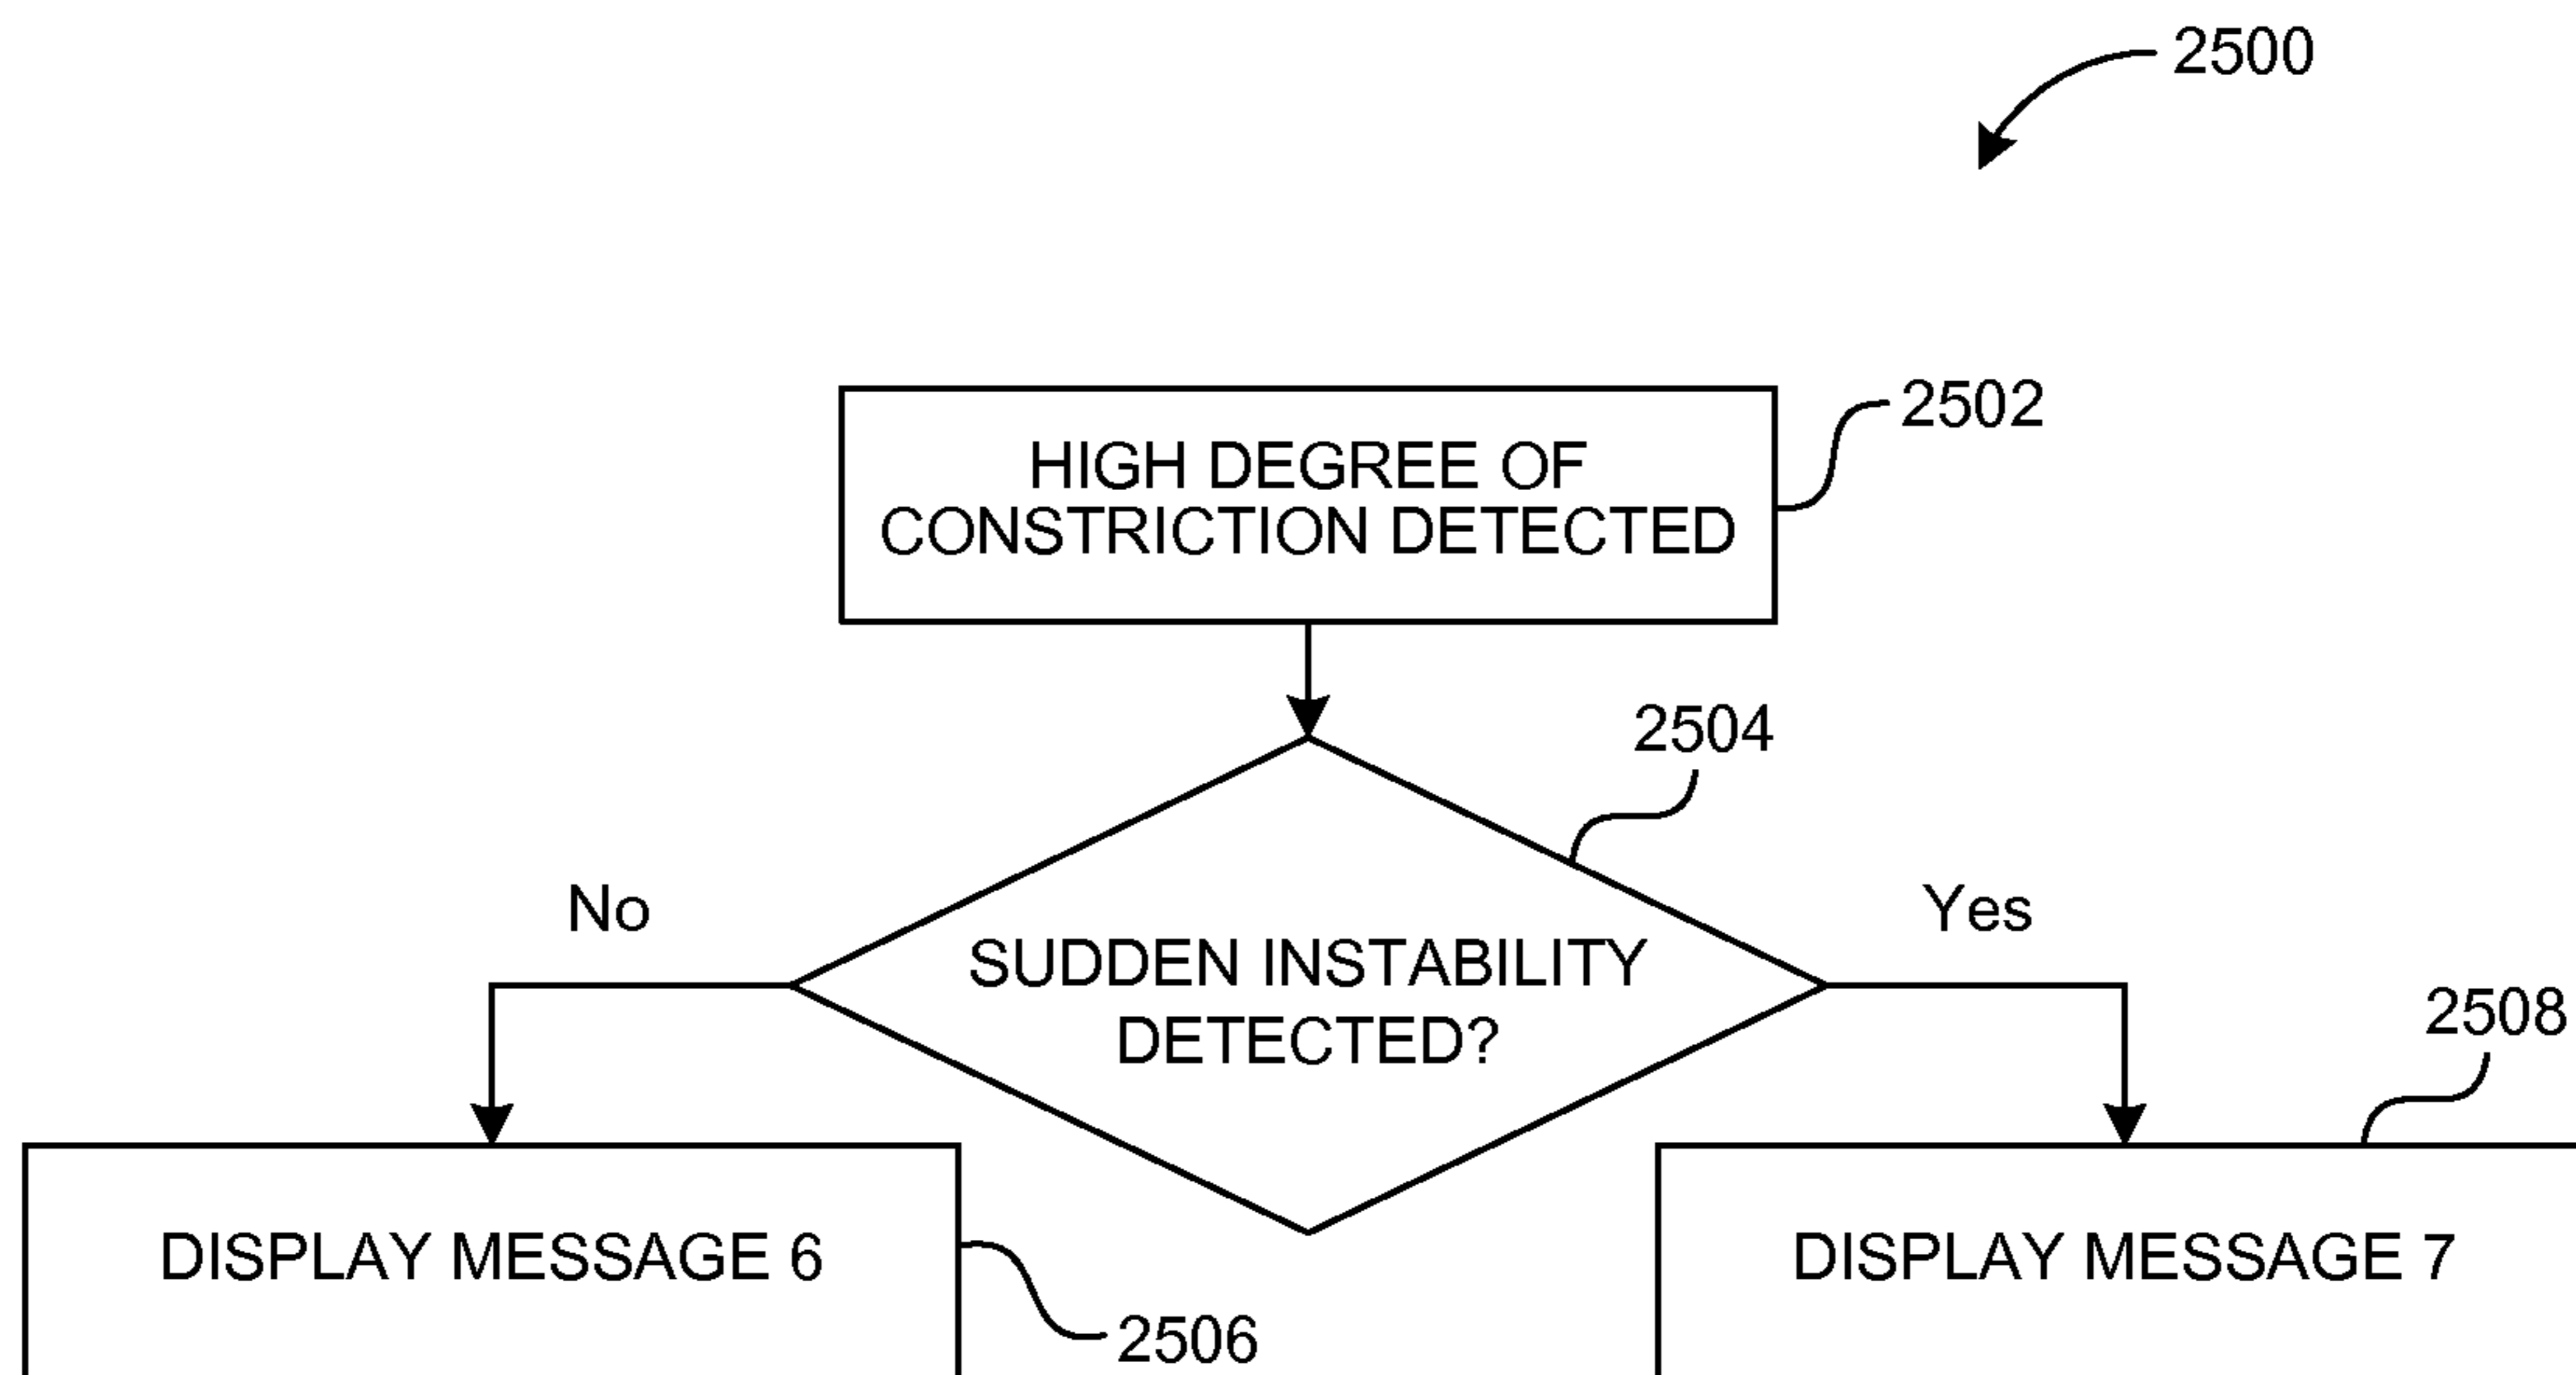 2500
HIGH DEGREE OF
CONSTRICTION DETECTED
2502
2504
No
Yes
SUDDEN INSTABILITY
DETECTED?
2508
DISPLAY MESSAGE 6
DISPLAY MESSAGE 7
2506